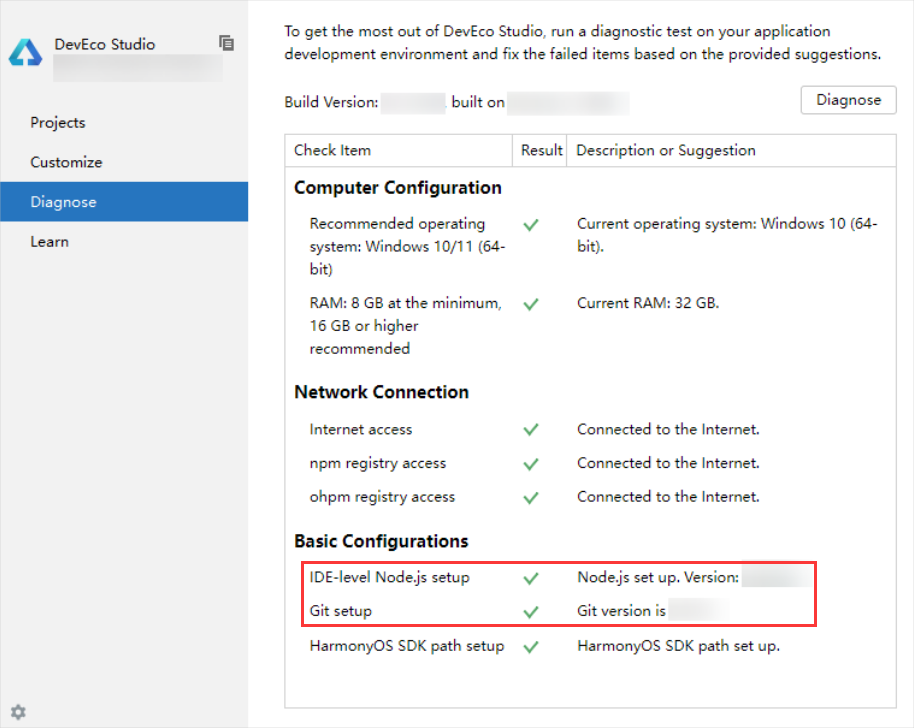 DevEco Studio
Projects
Customize
Diagnose
Learn
To get the most out of DevEco Studio, run a diagnostic test on your application
development environment and fix the failed items based on the provided suggestions.
Build Version: , built on
Diagnose
Check Item Result Description or Suggestion
Computer Configuration
Recommended operating
system: Windows 10/11 (64-
bit)
Current operating system: Windows 10 (64-
bit).
RAM: 8 GB at the minimum,
16 GB or higher
recommended
Current RAM: 32 GB.
Network Connection
Internet access Connected to the Internet.
npm registry access Connected to the Internet.
ohpm registry access Connected to the Internet.
Basic Configurations
IDE-level Node.js setup Node.js set up. Version:
Git setup Git version is
HarmonyOS SDK path setup HarmonyOS SDK path set up.